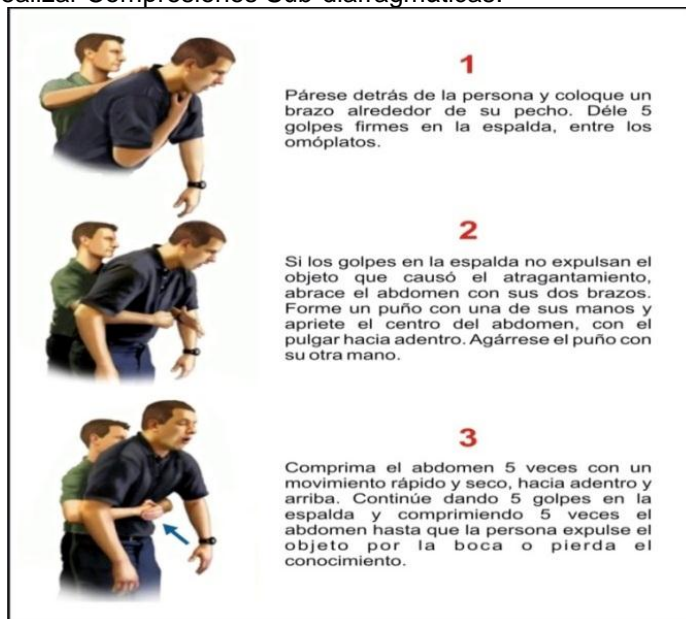 ealizar Compresiones Sub-diafragmáticas.
1
Párese detrás de la persona y coloque un
brazo alrededor de su pecho. Déle 5
golpes firmes en la espalda, entre los
omóplatos.
2
Si los golpes en la espalda no expulsan el
objeto que causó el atragantamiento,
abrace el abdomen con sus dos brazos.
Forme un puño con una de sus manos y
apriete el centro del abdomen, con el
pulgar hacia adentro. Agárrese el puño con
su otra mano.
3
Comprima el abdomen 5 veces con un
movimiento rápido y seco, hacia adentro y
arriba. Continúe dando 5 golpes en la
espalda y comprimiendo 5 veces el
abdomen hasta que la persona expulse el
objeto por la boca o pierda el
conocimiento.